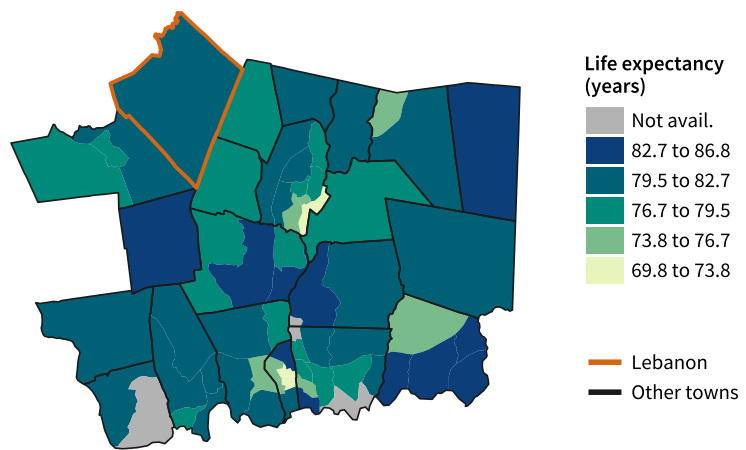 Life expectancy
(years)
Not avail.
82.7 to 86.8
79.5 to 82.7
76.7 to 79.5
73.8 to 76.7
69.8 to 73.8
Lebanon
Other towns